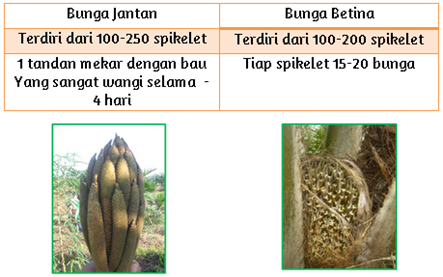 Bunga Jantan
Bunga Betina
Terdiri dari 100-250 spikelet
Terdiri dari 100-200 spikelet
1 tandan mekar dengan bau
Yang sangat wangi selama -
4 hari
Tiap spikelet 15-20 bunga